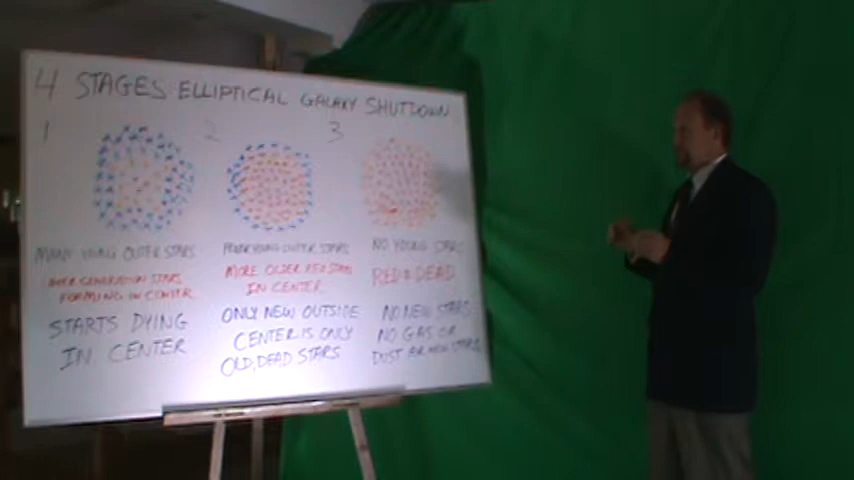 4 STAGES ELLIPTICAL GALAXY SHUTDOWN
1 2 3
MANY YOUNG OUTER STARS
OLDER GENERATION STARS
FORMING IN CENTER
STARTS DYING
IN CENTER
FEWER YOUNG OUTER STARS
MORE OLDER RED STARS
IN CENTER
ONLY NEW OUTSIDE
CENTER IS ONLY
OLD, DEAD STARS
NO YOUNG STARS
RED & DEAD
NO NEW STARS
NO GAS OR
DUST FOR NEW STARS